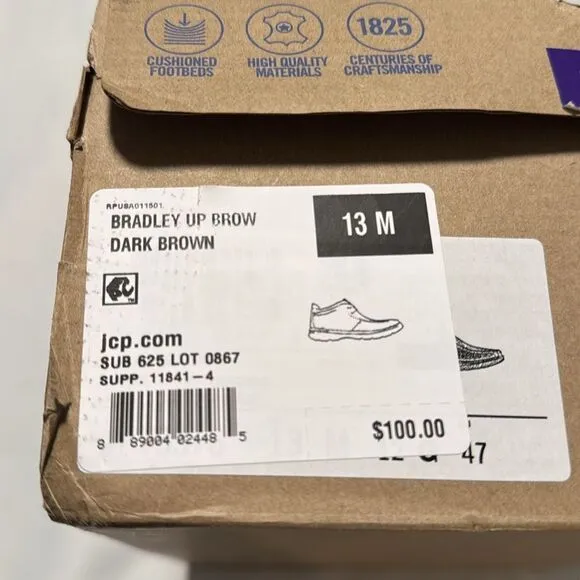 CUSHIONED FOOTBEDS
HIGH QUALITY MATERIALS
1825
CENTURIES OF CRAFTSMANSHIP
RPUSA011501
BRADLEY UP BROW
DARK BROWN
13 M
TM
jcp.com
SUB 625 LOT 0867
SUPP. 11841-4
8 89004 02448 5
$100.00
47